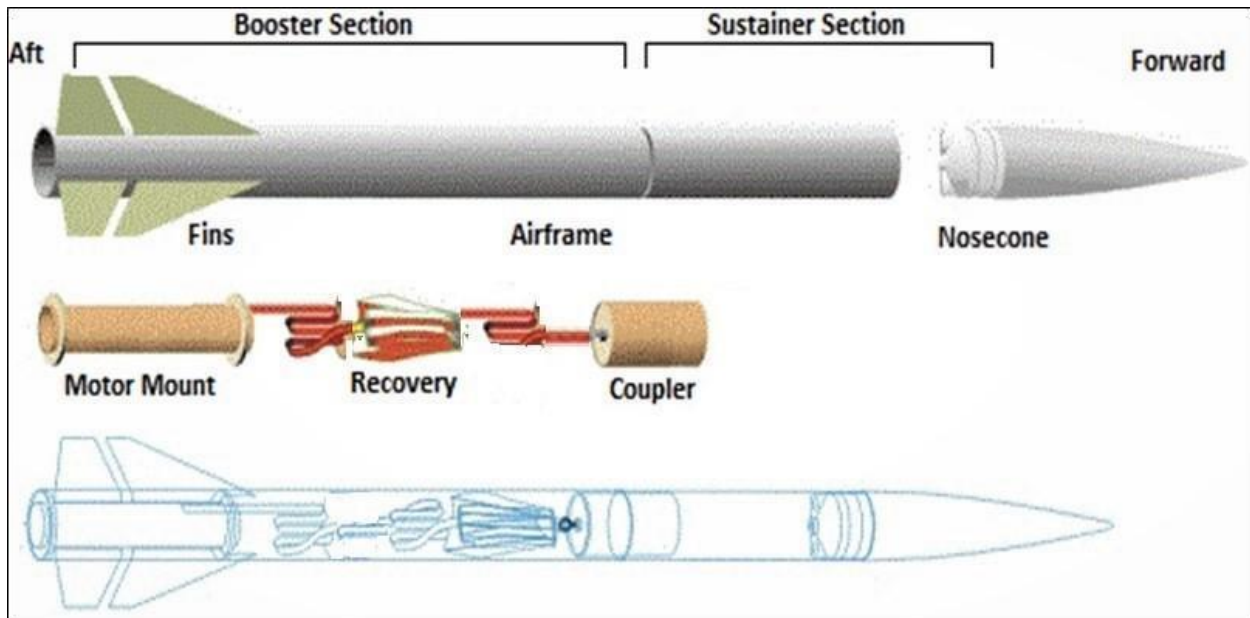 Booster Section
Sustainer Section
Aft
Forward
Fins
Airframe
Nosecone
Motor Mount
Recovery
Coupler